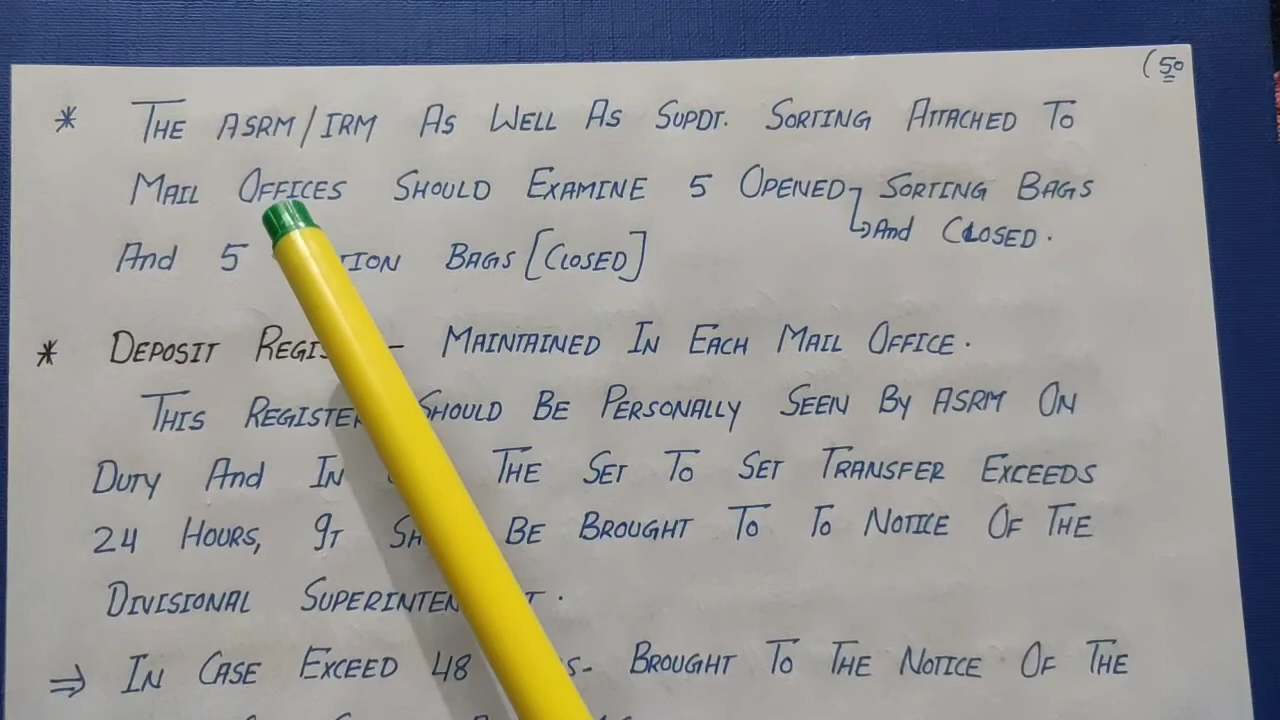 (50
* THE ASRM/IRM AS WELL AS SUPDT. SORTING ATTACHED TO
MAIL OFFICES SHOULD EXAMINE 5 OPENED SORTING BAGS
And CLOSED.
And 5 BAGS [CLOSED]
* DEPOSIT - MAINTAINED IN EACH MAIL OFFICE.
THIS REGISTER SHOULD BE PERSONALLY SEEN BY ASRM ON
DUTY And IN THE SET TO SET TRANSFER EXCEEDS
24 HOURS, IT BE BROUGHT TO TO NOTICE OF THE
DIVISIONAL
⇒ IN CASE EXCEED 48 - BROUGHT TO THE NOTICE OF THE